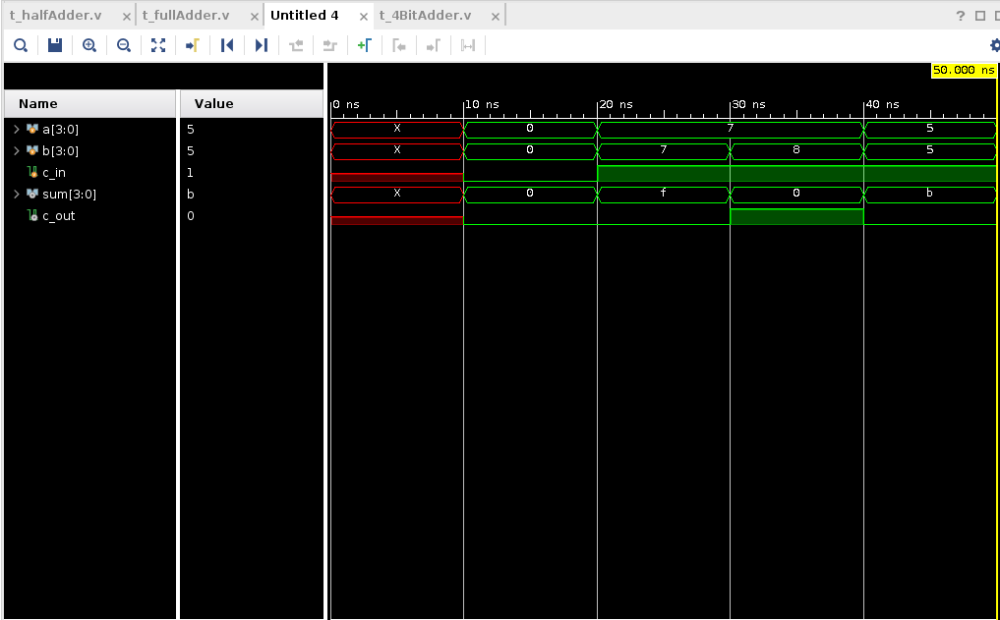 t_halfAdder.v × t_fullAdder.v × Untitled 4 × t_4BitAdder.v × ?
50.000 ns
Name Value 0 ns 10 ns 20 ns 30 ns 40 ns
a[3:0] 5 X 0 7 5
b[3:0] 5 X 0 7 8 5
c_in 1
sum[3:0] b X 0 f 0 b
c_out 0